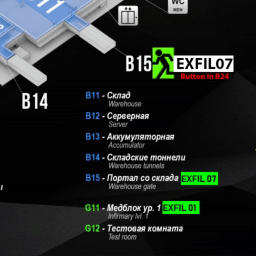 WC
MEN
11
B15 EXFIL07
Button in B24
B14
B11 - Склад
Warehouse
B12 - Серверная
Server
B13 - Аккумуляторная
Accumulator
B14 - Складские тоннели
Warehouse tunnels
B15 - Портал со склада EXFIL 07
Warehouse gate
ы
G11 - Медблок ур. 1 EXFIL 01
Infirmary lvl. 1
G12 - Тестовая комната
Test room